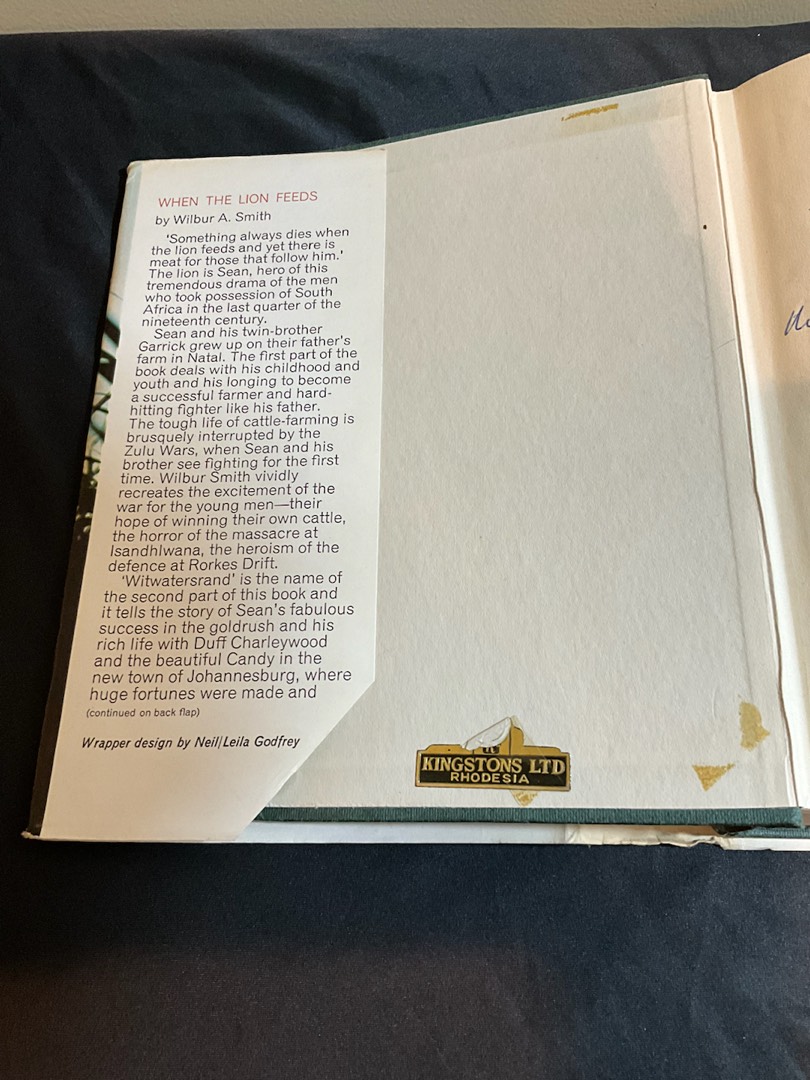 WHEN THE LION FEEDS
by Wilbur A. Smith
'Something always dies when
the lion feeds and yet there is
meat for those that follow him.'
The lion is Sean, hero of this
tremendous drama of the men
who took possession of South
Africa in the last quarter of the
nineteenth century.
Sean and his twin-brother
Garrick grew up on their father's
farm in Natal. The first part of the
book deals with his childhood and
youth and his longing to become
a successful farmer and hard-
hitting fighter like his father.
The tough life of cattle-farming is
brusquely interrupted by the
Zulu Wars, when Sean and his
brother see fighting for the first
time. Wilbur Smith vividly
recreates the excitement of the
war for the young men—their
hope of winning their own cattle,
the horror of the massacre at
Isandhlwana, the heroism of the
defence at Rorkes Drift.
'Witwatersrand' is the name of
the second part of this book and
it tells the story of Sean's fabulous
success in the goldrush and his
rich life with Duff Charleywood
and the beautiful Candy in the
new town of Johannesburg, where
huge fortunes were made and
(continued on back flap)
Wrapper design by Neil/Leila Godfrey
KINGSTONS LTD
RHODESIA